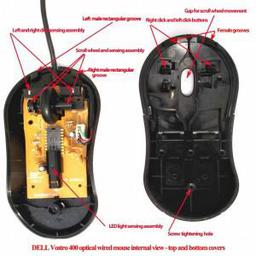 Left: male rectangular groove
Gap for scroll wheel movement
Left and right click sensing assembly
Right click and left click buttons
Female grooves
Scroll wheel and sensing assembly
Right male rectangular groove
LED light sensing assembly
Screw tightening hole
DELL Vostro 400 optical wired mouse internal view - top and bottom covers